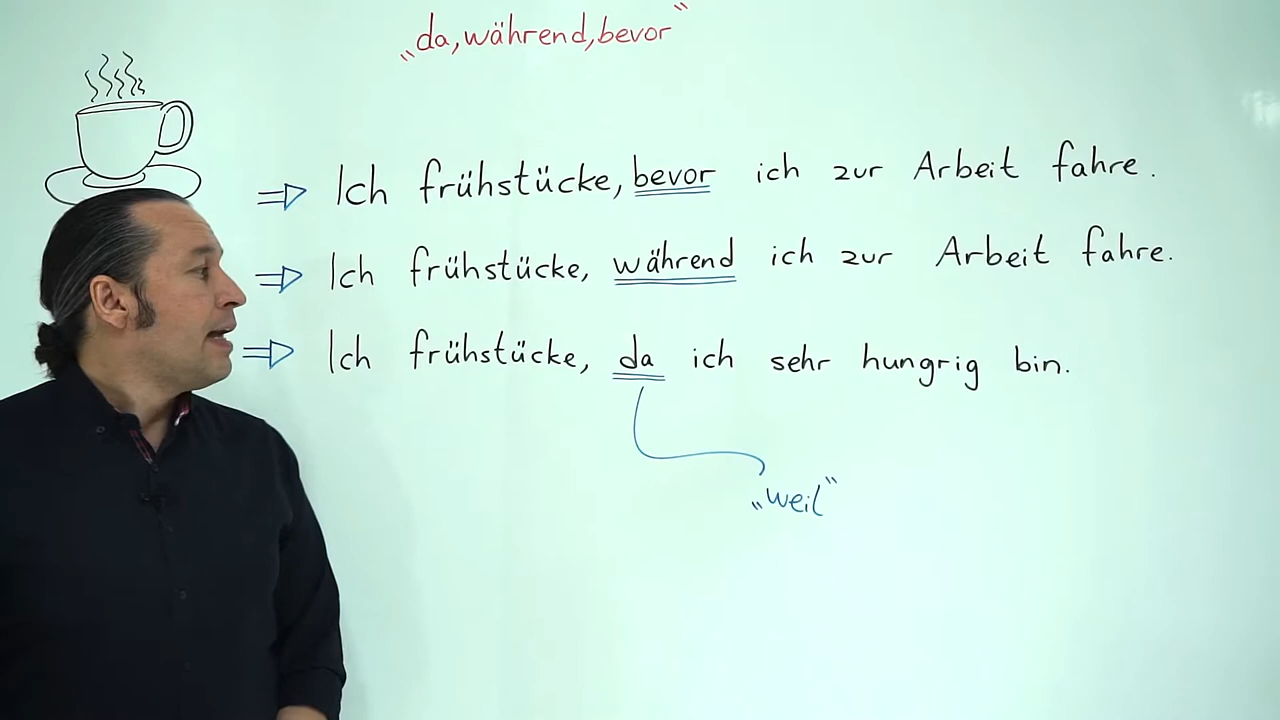 „da, während, bevor“
Ich frühstücke, bevor ich zur Arbeit fahre.
Ich frühstücke, während ich zur Arbeit fahre.
Ich frühstücke, da ich sehr hungrig bin.
„weil“